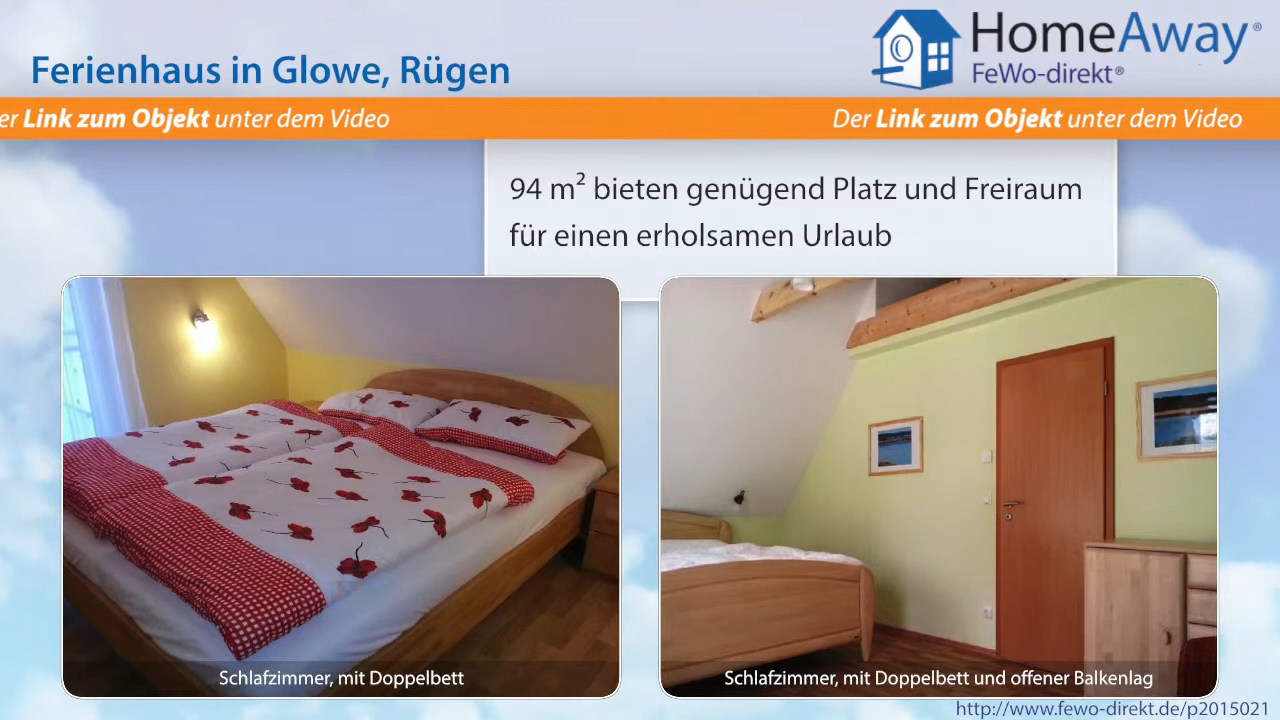 HomeAway®
FeWo-direkt®
Ferienhaus in Glowe, Rügen
er Link zum Objekt unter dem Video
Der Link zum Objekt unter dem Video
94 m² bieten genügend Platz und Freiraum
für einen erholsamen Urlaub
Schlafzimmer, mit Doppelbett
Schlafzimmer, mit Doppelbett und offener Balkenlag
http://www.fewo-direkt.de/p2015021